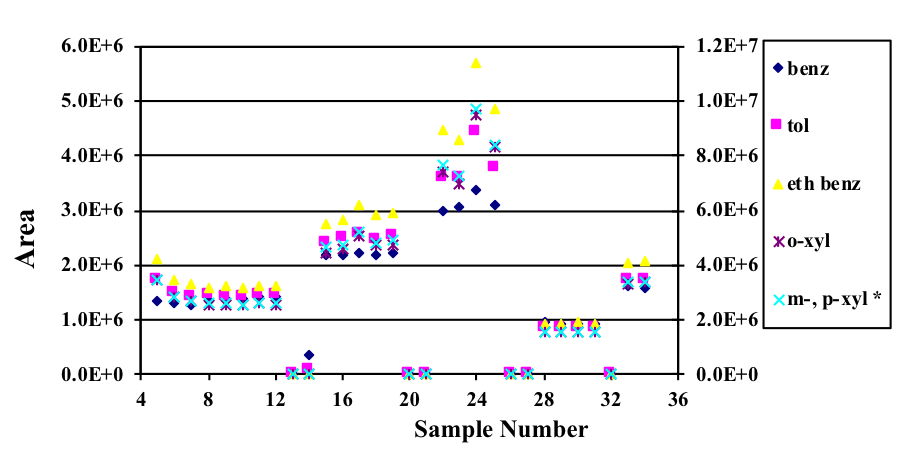 6.0E+6
5.0E+6
4.0E+6
3.0E+6
2.0E+6
1.0E+6
0.0E+0
Area
1.2E+7
1.0E+7
8.0E+6
6.0E+6
4.0E+6
2.0E+6
0.0E+0
4 8 12 16 20 24 28 32 36
Sample Number
benz
tol
eth benz
o-xyl
m-, p-xyl *